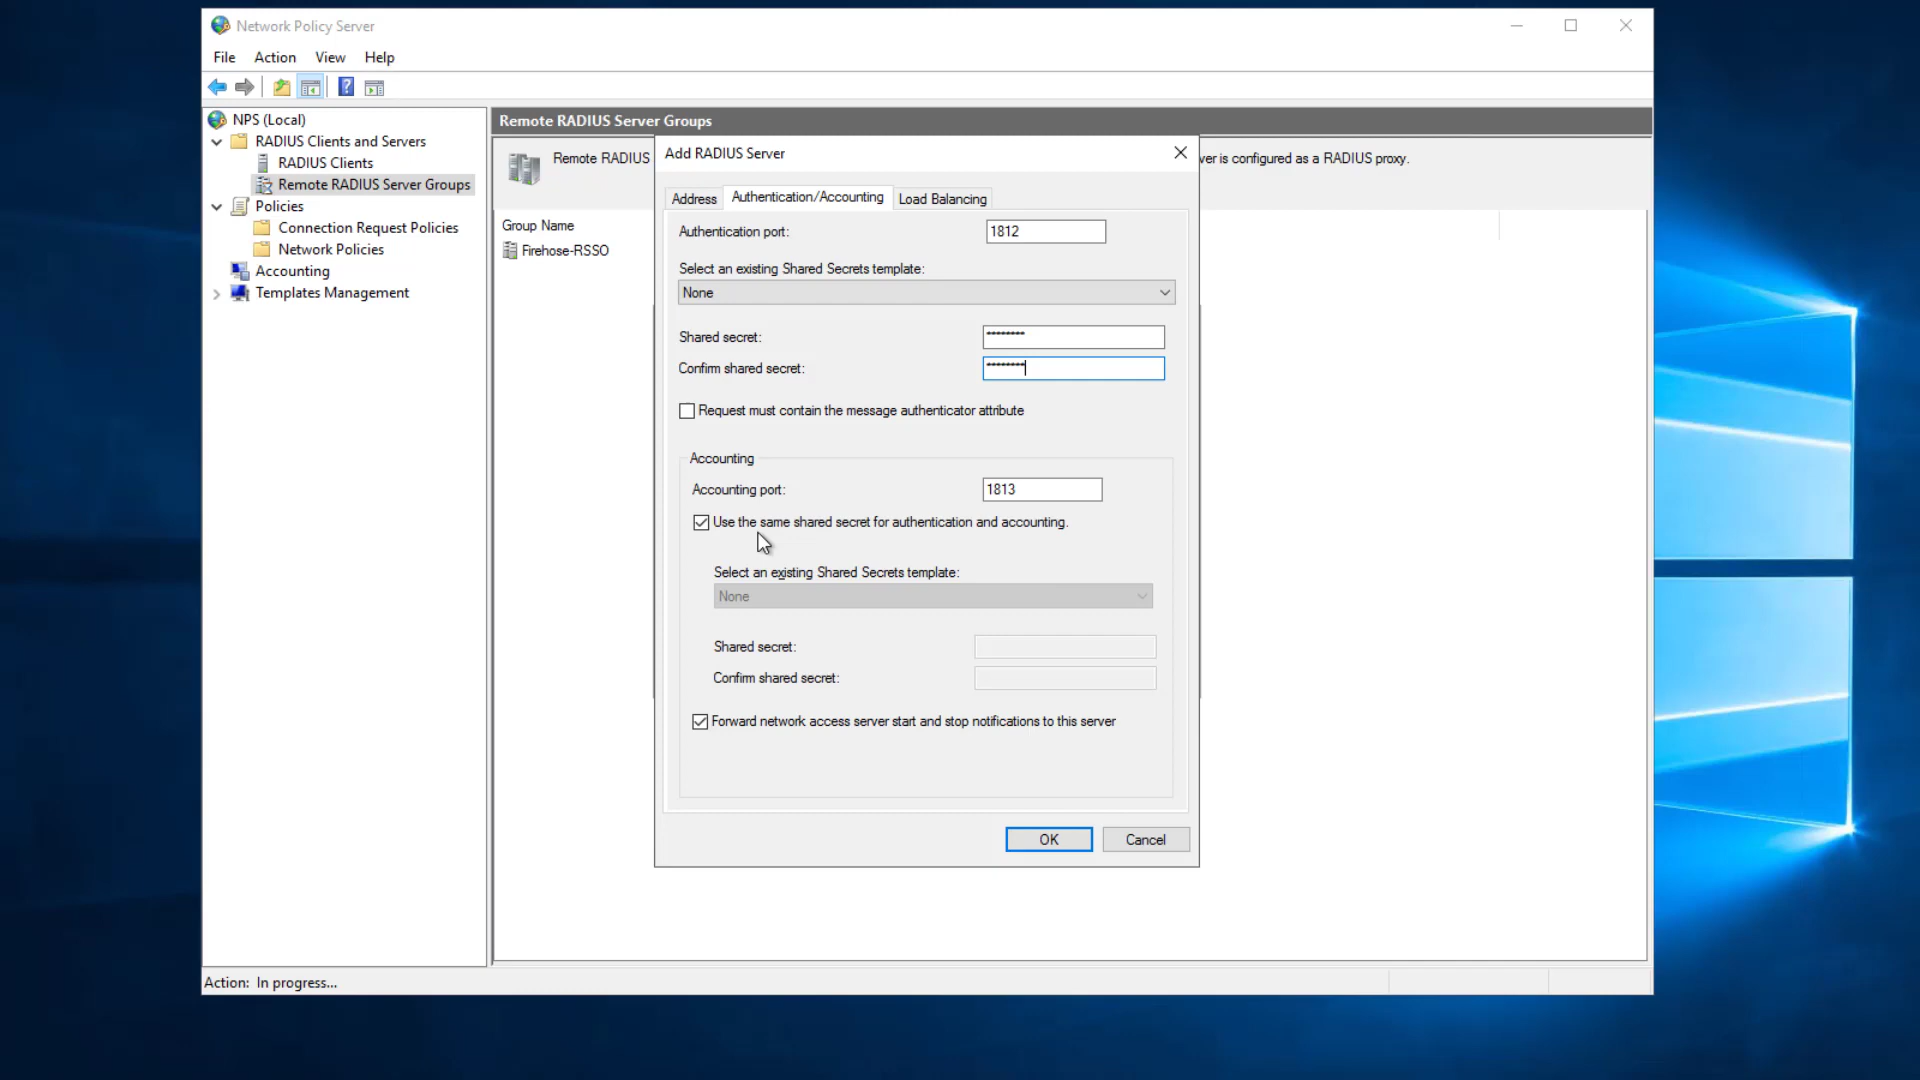 Network Policy Server
File Action View Help
NPS (Local)
RADIUS Clients and Servers
RADIUS Clients
Remote RADIUS Server Groups
Policies
Connection Request Policies
Network Policies
Accounting
Templates Management
Remote RADIUS Server Groups
Remote RADIUS
ver is configured as a RADIUS proxy.
Group Name
Firehose-RSSO
Add RADIUS Server
Address Authentication/Accounting Load Balancing
Authentication port: 1812
Select an existing Shared Secrets template:
None
Shared secret: ********
Confirm shared secret: ********
Request must contain the message authenticator attribute
Accounting
Accounting port: 1813
Use the same shared secret for authentication and accounting.
Select an existing Shared Secrets template:
None
Shared secret:
Confirm shared secret:
Forward network access server start and stop notifications to this server
OK Cancel
Action: In progress...